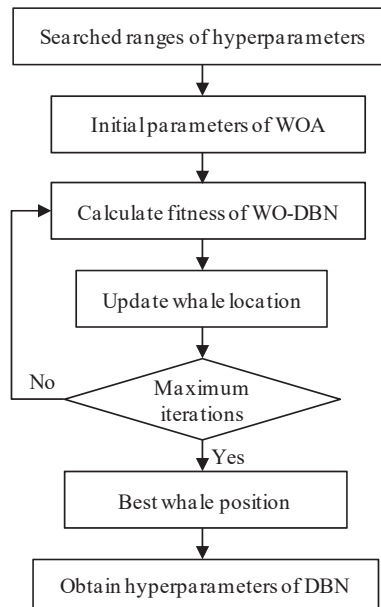 Searched ranges of hyperparameters
Initial parameters of WOA
Calculate fitness of WO-DBN
Update whale location
No
Maximum
iterations
Yes
Best whale position
Obtain hyperparameters of DBN